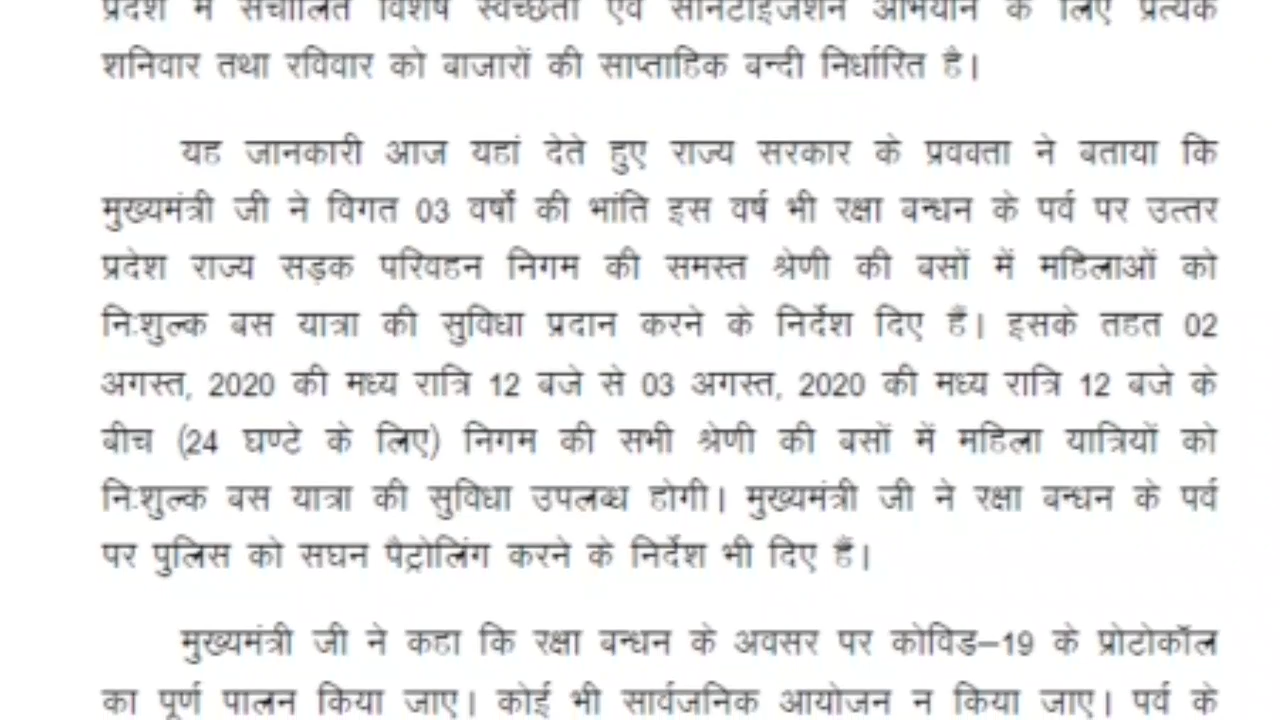 प्रदेश में संचालित विशेष स्वच्छता एवं सैनिटाइजेशन अभियान के लिए प्रत्येक
शनिवार तथा रविवार को बाजारों की साप्ताहिक बन्दी निर्धारित है।
यह जानकारी आज यहां देते हुए राज्य सरकार के प्रवक्ता ने बताया कि
मुख्यमंत्री जी ने विगत 03 वर्षों की भांति इस वर्ष भी रक्षा बन्धन के पर्व पर उत्तर
प्रदेश राज्य सड़क परिवहन निगम की समस्त श्रेणी की बसों में महिलाओं को
नि:शुल्क बस यात्रा की सुविधा प्रदान करने के निर्देश दिए हैं। इसके तहत 02
अगस्त, 2020 की मध्य रात्रि 12 बजे से 03 अगस्त, 2020 की मध्य रात्रि 12 बजे के
बीच (24 घण्टे के लिए) निगम की सभी श्रेणी की बसों में महिला यात्रियों को
नि:शुल्क बस यात्रा की सुविधा उपलब्ध होगी। मुख्यमंत्री जी ने रक्षा बन्धन के पर्व
पर पुलिस को सघन पैट्रोलिंग करने के निर्देश भी दिए हैं।
मुख्यमंत्री जी ने कहा कि रक्षा बन्धन के अवसर पर कोविड–19 के प्रोटोकॉल
का पूर्ण पालन किया जाए। कोई भी सार्वजनिक आयोजन न किया जाए। पर्व के